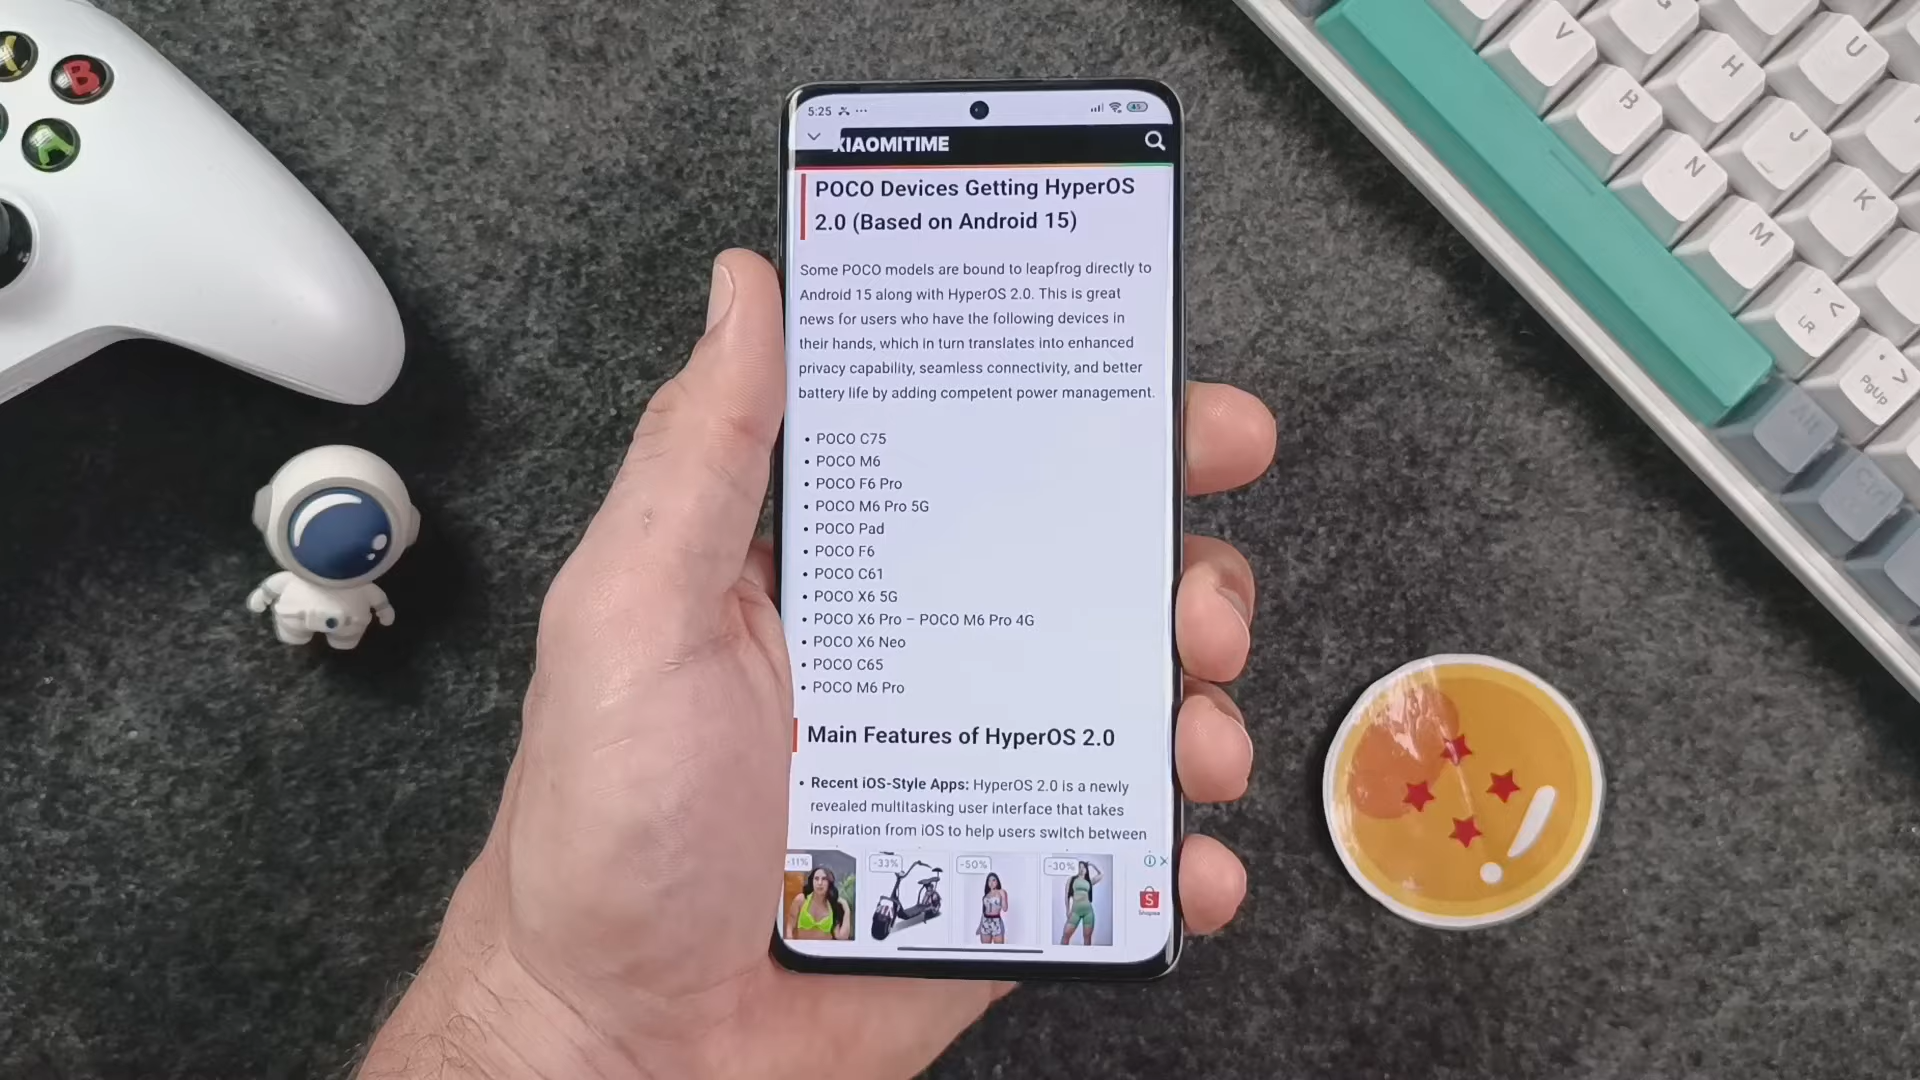 X
B
A
5:25
45
XIAOMITIME
POCO Devices Getting HyperOS
2.0 (Based on Android 15)
Some POCO models are bound to leapfrog directly to
Android 15 along with HyperOS 2.0. This is great
news for users who have the following devices in
their hands, which in turn translates into enhanced
privacy capability, seamless connectivity, and better
battery life by adding competent power management.
• POCO C75
• POCO M6
• POCO F6 Pro
• POCO M6 Pro 5G
• POCO Pad
• POCO F6
• POCO C61
• POCO X6 5G
• POCO X6 Pro – POCO M6 Pro 4G
• POCO X6 Neo
• POCO C65
• POCO M6 Pro
Main Features of HyperOS 2.0
• Recent iOS-Style Apps: HyperOS 2.0 is a newly
revealed multitasking user interface that takes
inspiration from iOS to help users switch between
-11%
-33%
-50%
-30%
S
Shopee
V
G
B
H
U
N
J
M
K
, <
LR
. >
PgUp
Alt
Ctrl